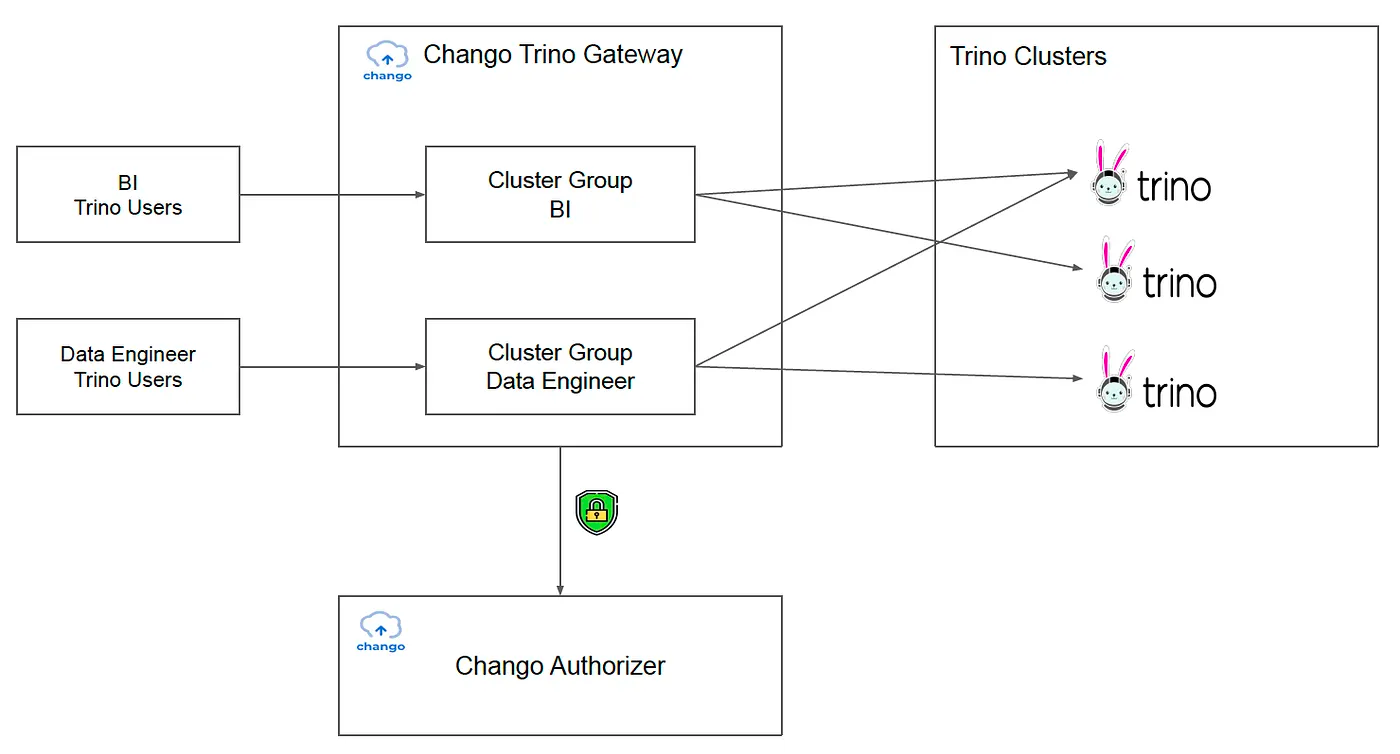 chango
Chango Trino Gateway
Trino Clusters
BI
Trino Users
Cluster Group
BI
trino
trino
Data Engineer
Trino Users
Cluster Group
Data Engineer
trino
chango
Chango Authorizer